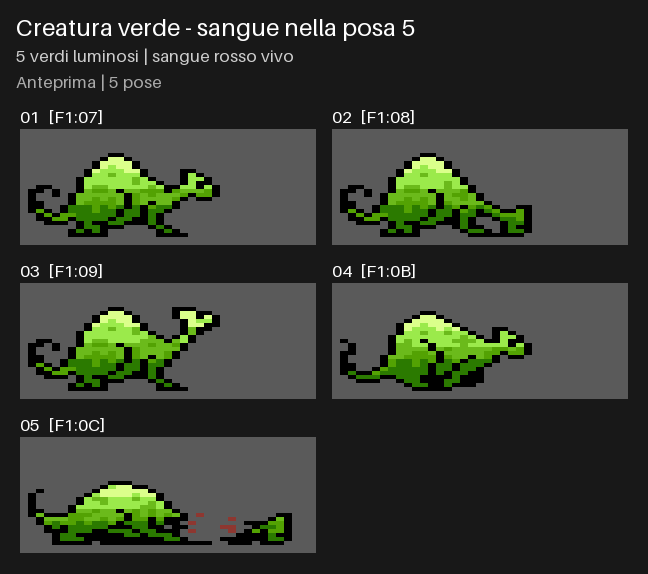 Creatura verde - sangue nella posa 5
5 verdi luminosi | sangue rosso vivo
Anteprima | 5 pose
01 [F1:07]
02 [F1:08]
03 [F1:09]
04 [F1:0B]
05 [F1:0C]